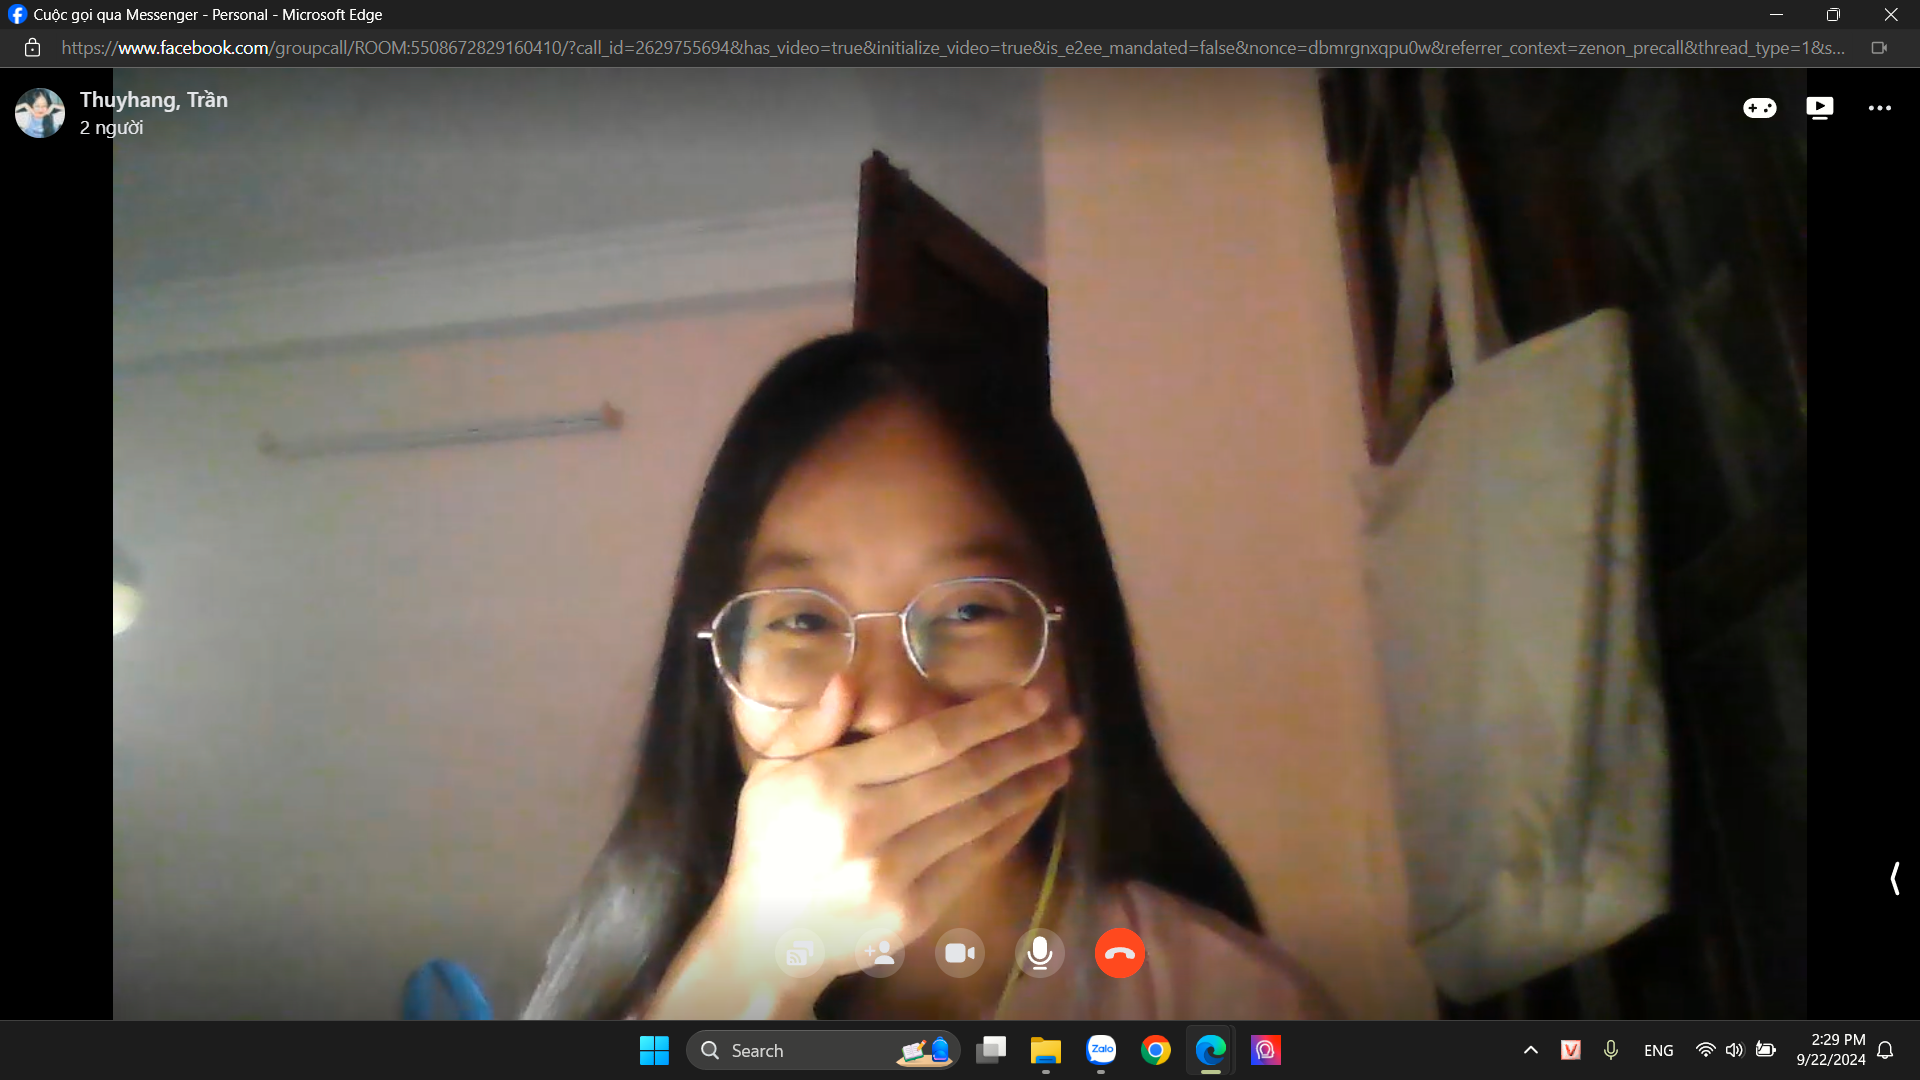 Cuộc gọi qua Messenger - Personal - Microsoft Edge
https://www.facebook.com/groupcall/ROOM:5508672829160410/?call_id=2629755694&has_video=true&initialize_video=true&is_e2ee_mandated=false&nonce=dbmrgnxqpu0w&referrer_context=zenon_precall&thread_type=1&s...
Thuyhang, Trần
2 người
Search
Zalo
V
ENG
2:29 PM
9/22/2024